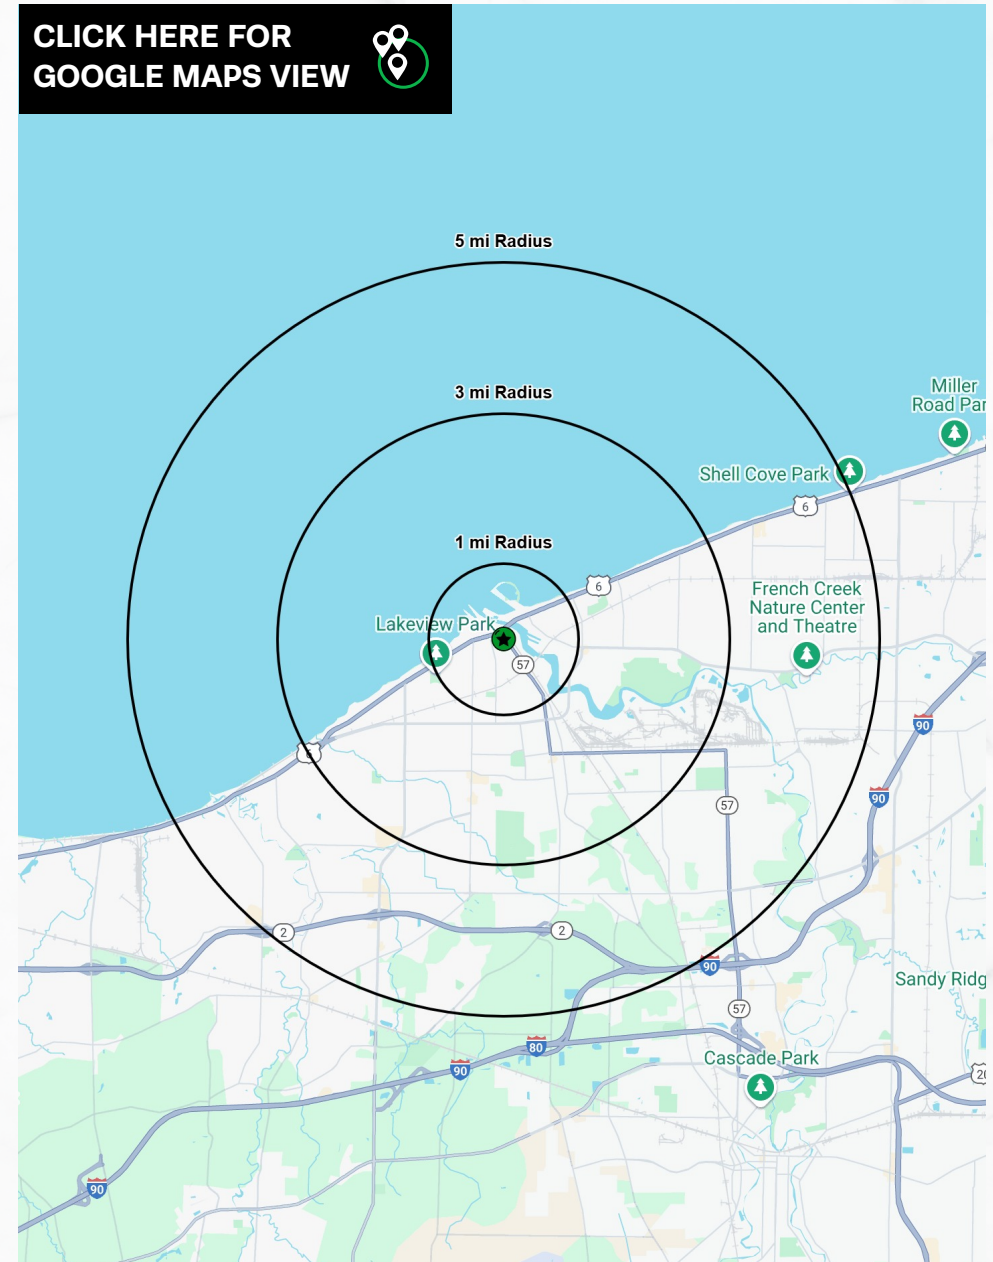 CLICK HERE FOR
GOOGLE MAPS VIEW
5 mi Radius
3 mi Radius
Miller
Road Par
Shell Cove Park
6
1 mi Radius
6
French Creek
Nature Center
and Theatre
Lakeview Park
57
90
6
90
57
2
2
90
Sandy Ridg
57
80
Cascade Park
90
20
90